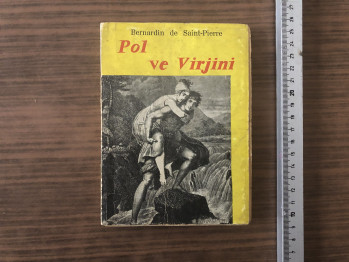 Bernardin de Saint-Pierre
Pol
ve Virjini